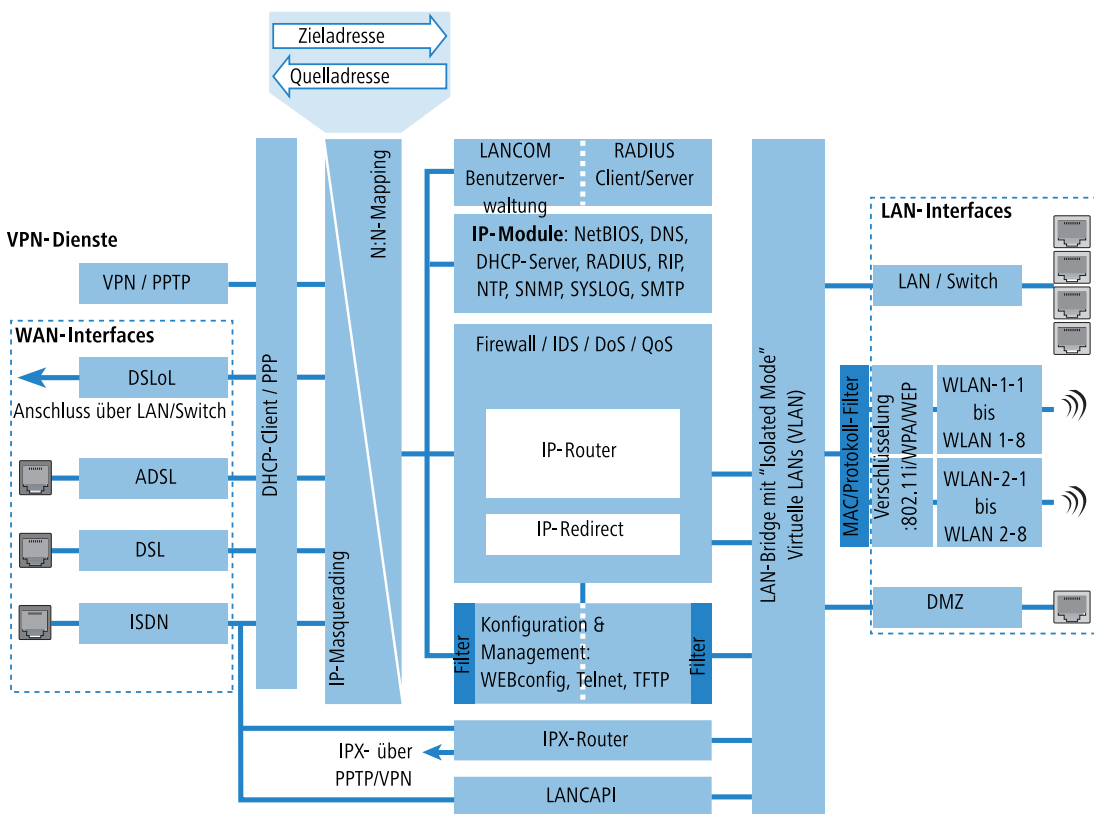 Zieladresse
Quelladresse
VPN-Dienste
VPN / PPTP
WAN-Interfaces
DSLoL
Anschluss über LAN/Switch
ADSL
DSL
ISDN
DHCP-Client / PPP
N:N-Mapping
IP-Masquerading
LANCOM
Benutzerver-
waltung
RADIUS
Client/Server
IP-Module: NetBIOS, DNS,
DHCP-Server, RADIUS, RIP,
NTP, SNMP, SYSLOG, SMTP
Firewall / IDS / DoS / QoS
IP-Router
IP-Redirect
Filter
Konfiguration &
Management:
WEBconfig, Telnet, TFTP
Filter
IPX-Router
IPX- über
PPTP/VPN
LANCAPI
LAN-Bridge mit "Isolated Mode"
Virtuelle LANs (VLAN)
LAN-Interfaces
LAN / Switch
MAC/Protokoll-Filter
Verschlüsselung
:802.11i/WPA/WEP
WLAN-1-1
bis
WLAN 1-8
WLAN-2-1
bis
WLAN 2-8
DMZ